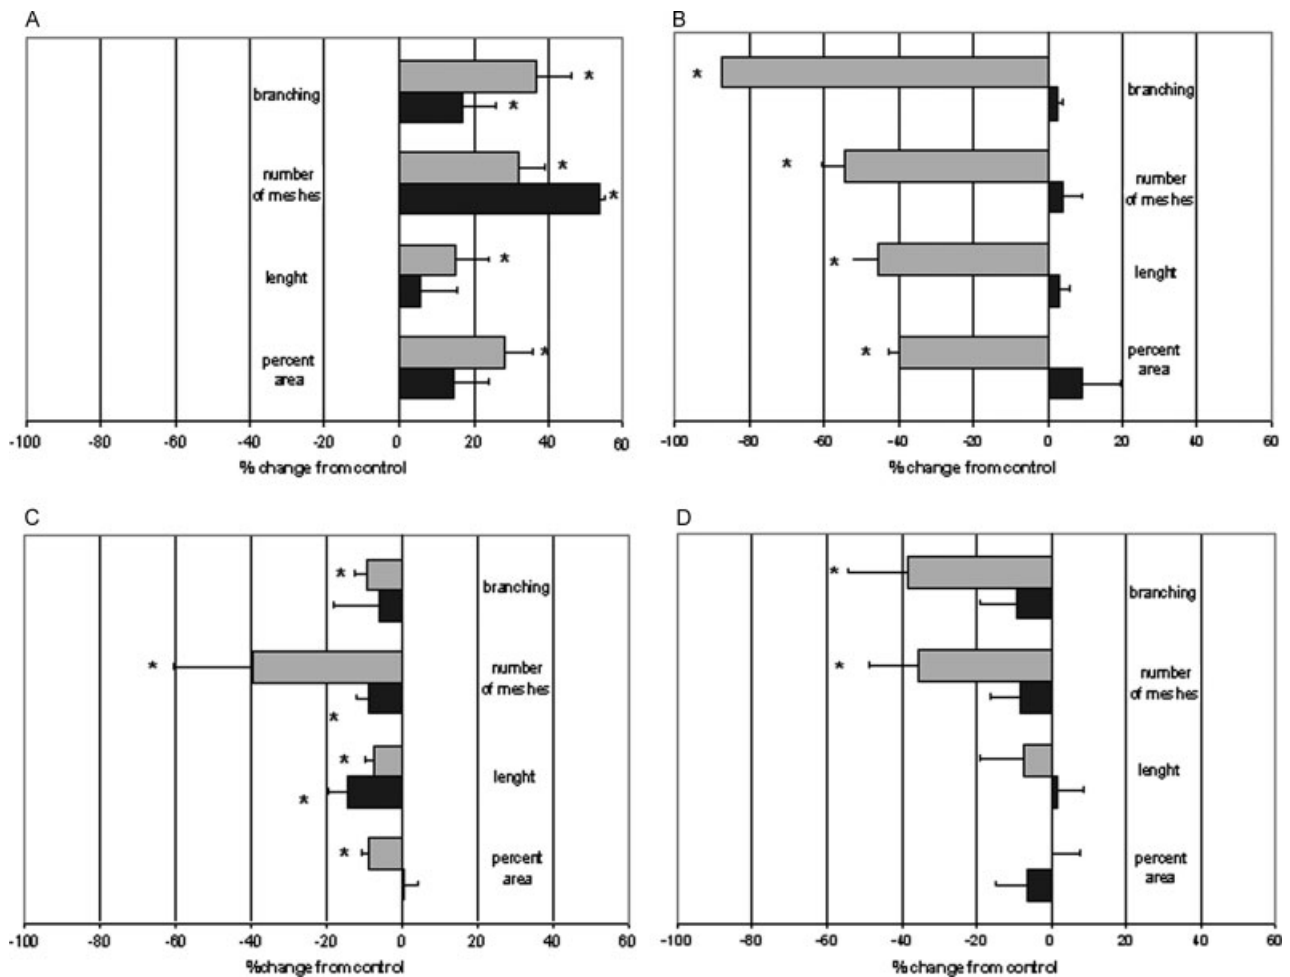 A
*
branching
*
number
of meshes
*
*
lenght
*
percent
area
*
-100 -80 -60 -40 -20 0 20 40 60
% change from control
B
*
branching
*
number
of meshes
*
lenght
*
percent
area
-100 -80 -60 -40 -20 0 20 40 60
% change from control
C
*
branching
*
number
of meshes
*
*
lenght
*
*
percent
area
-100 -80 -60 -40 -20 0 20 40 60
%change from control
D
*
branching
*
number
of meshes
lenght
percent
area
-100 -80 -60 -40 -20 0 20 40 60
% change from control